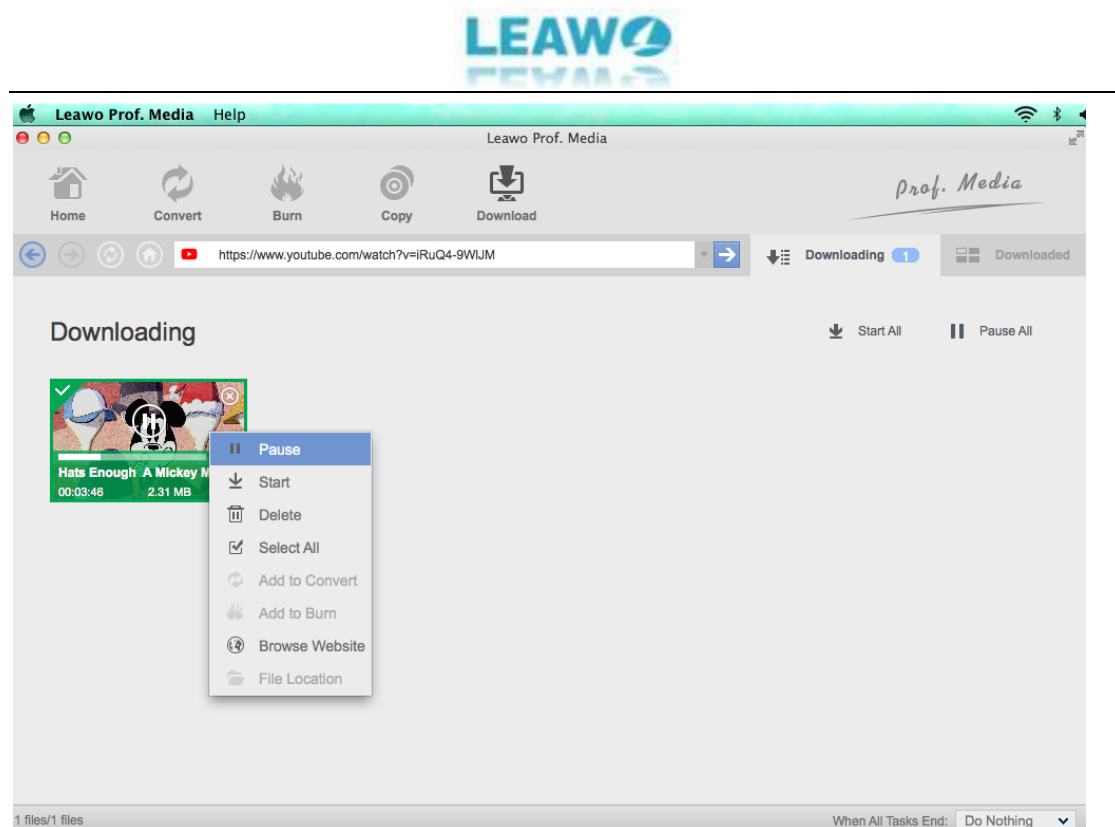 LEAWO
Leawo Prof. Media Help
Leawo Prof. Media
Home Convert Burn Copy Download
Prof. Media
https://www.youtube.com/watch?v=iRuQ4-9WIJM
Downloading 1 Downloaded
Downloading
Start All Pause All
Hats Enough A Mickey M
00:03:46 2.31 MB
Pause
Start
Delete
Select All
Add to Convert
Add to Burn
Browse Website
File Location
1 files/1 files
When All Tasks End: Do Nothing